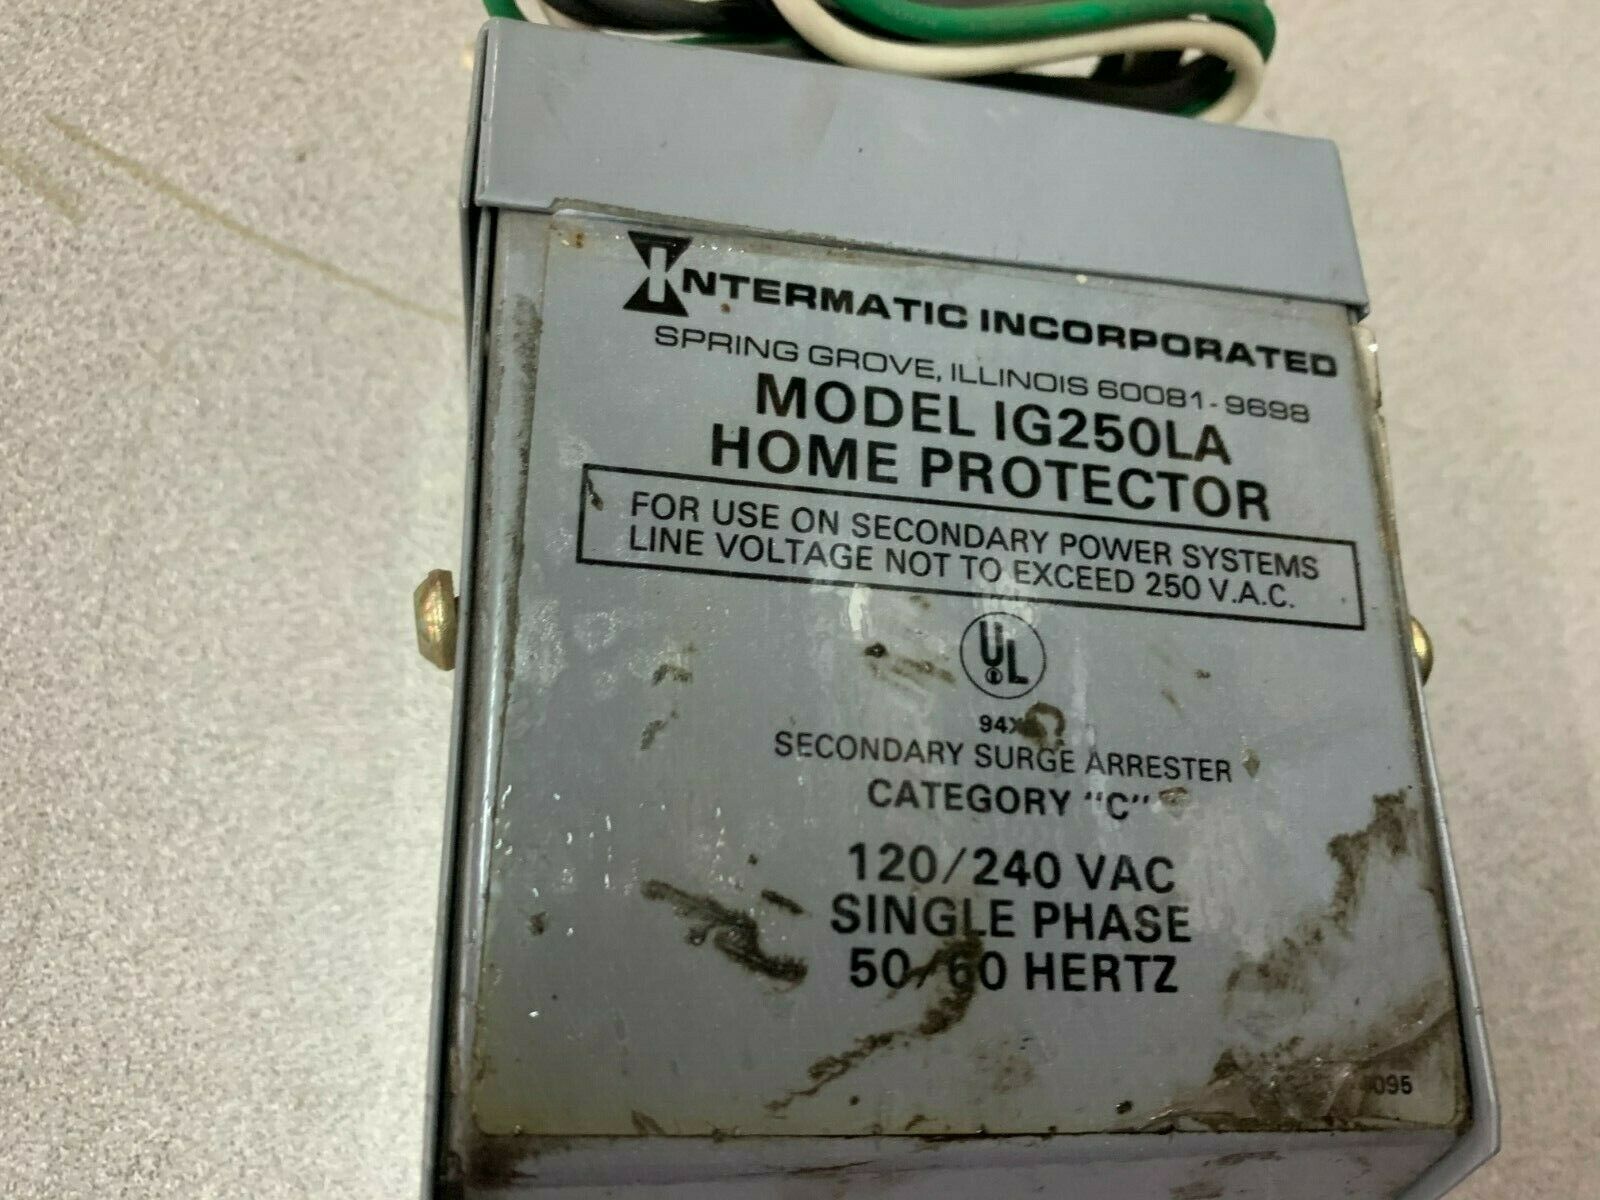 INTERMATIC INCORPORATED
SPRING GROVE, ILLINOIS 60081-9698
MODEL IG250LA
HOME PROTECTOR
FOR USE ON SECONDARY POWER SYSTEMS
LINE VOLTAGE NOT TO EXCEED 250 V.A.C.
UL
SECONDARY SURGE ARRESTER
CATEGORY "C"
120/240 VAC
SINGLE PHASE
50/60 HERTZ